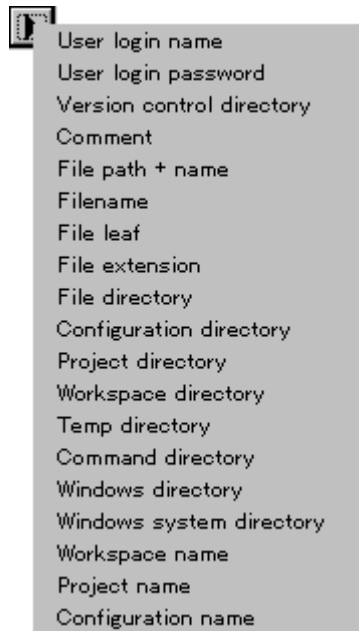 User login name
User login password
Version control directory
Comment
File path + name
Filename
File leaf
File extension
File directory
Configuration directory
Project directory
Workspace directory
Temp directory
Command directory
Windows directory
Windows system directory
Workspace name
Project name
Configuration name